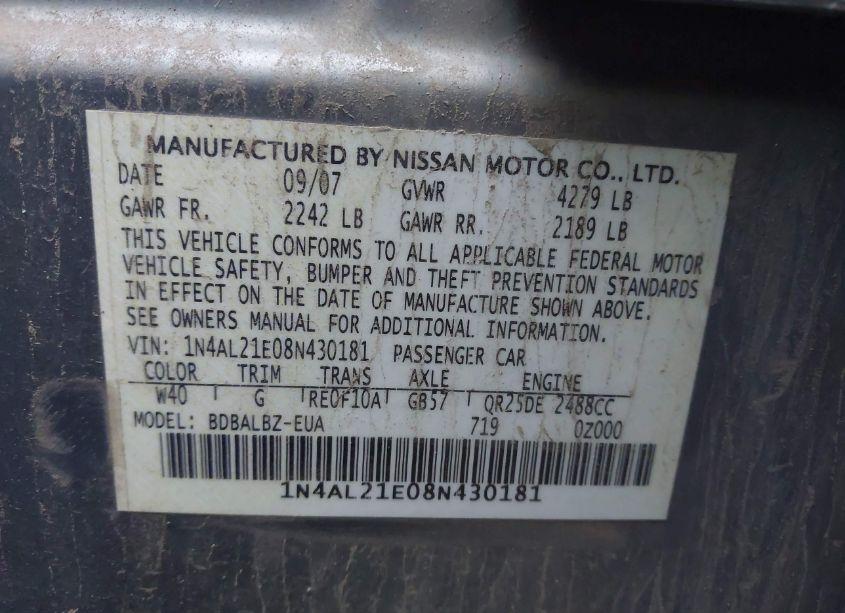 MANUFACTURED BY NISSAN MOTOR CO., LTD.
DATE 09/07 GVWR 4279 LB
GAWR FR. 2242 LB GAWR RR. 2189 LB
THIS VEHICLE CONFORMS TO ALL APPLICABLE FEDERAL MOTOR
VEHICLE SAFETY, BUMPER AND THEFT PREVENTION STANDARDS
IN EFFECT ON THE DATE OF MANUFACTURE SHOWN ABOVE.
SEE OWNERS MANUAL FOR ADDITIONAL INFORMATION.
VIN: 1N4AL21E08N430181 PASSENGER CAR
COLOR TRIM TRANS AXLE ENGINE
W40 G RE0F10A GB57 QR25DE 2488CC
MODEL: BDBALBZ-EUA 719 0Z000
1N4AL21E08N430181